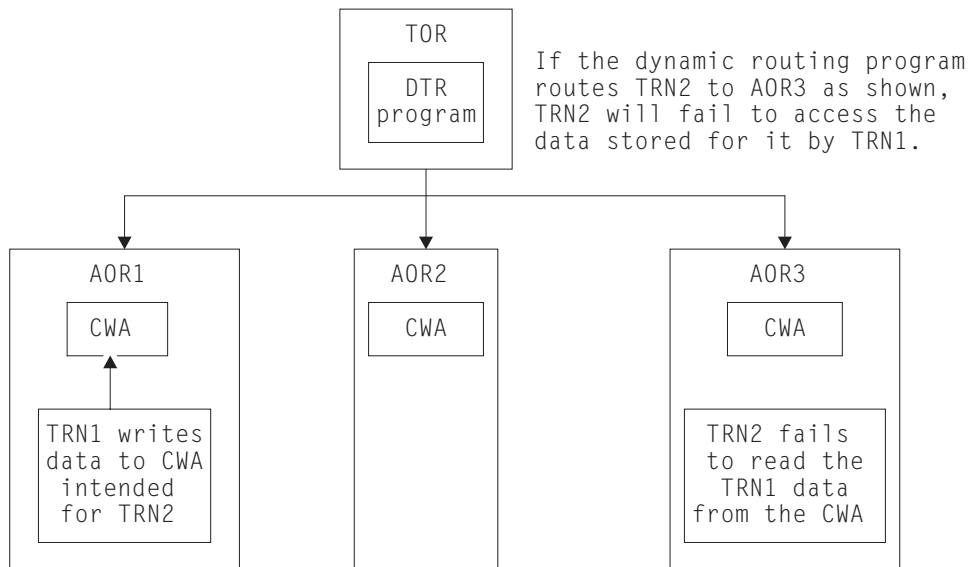 TOR
DTR
program
If the dynamic routing program
routes TRN2 to AOR3 as shown,
TRN2 will fail to access the
data stored for it by TRN1.
AOR1
CWA
TRN1 writes
data to CWA
intended
for TRN2
AOR2
CWA
AOR3
CWA
TRN2 fails
to read the
TRN1 data
from the CWA